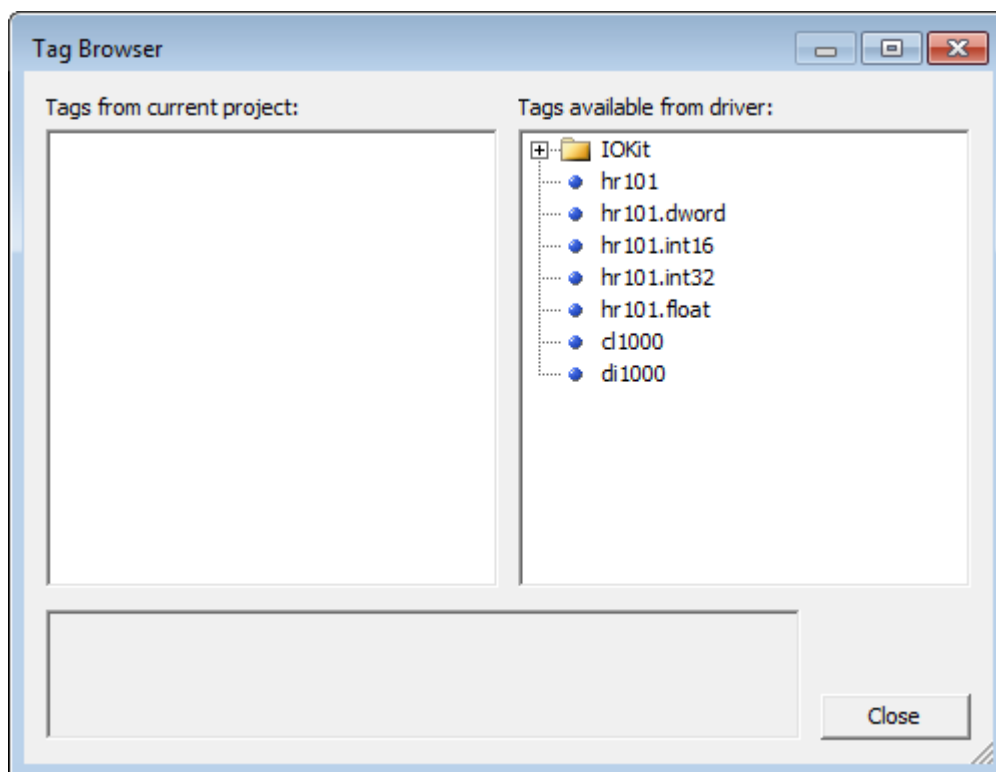 Tag Browser
Tags from current project:
Tags available from driver:
IOKit
hr101
hr101.dword
hr101.int16
hr101.int32
hr101.float
cl1000
di1000
Close